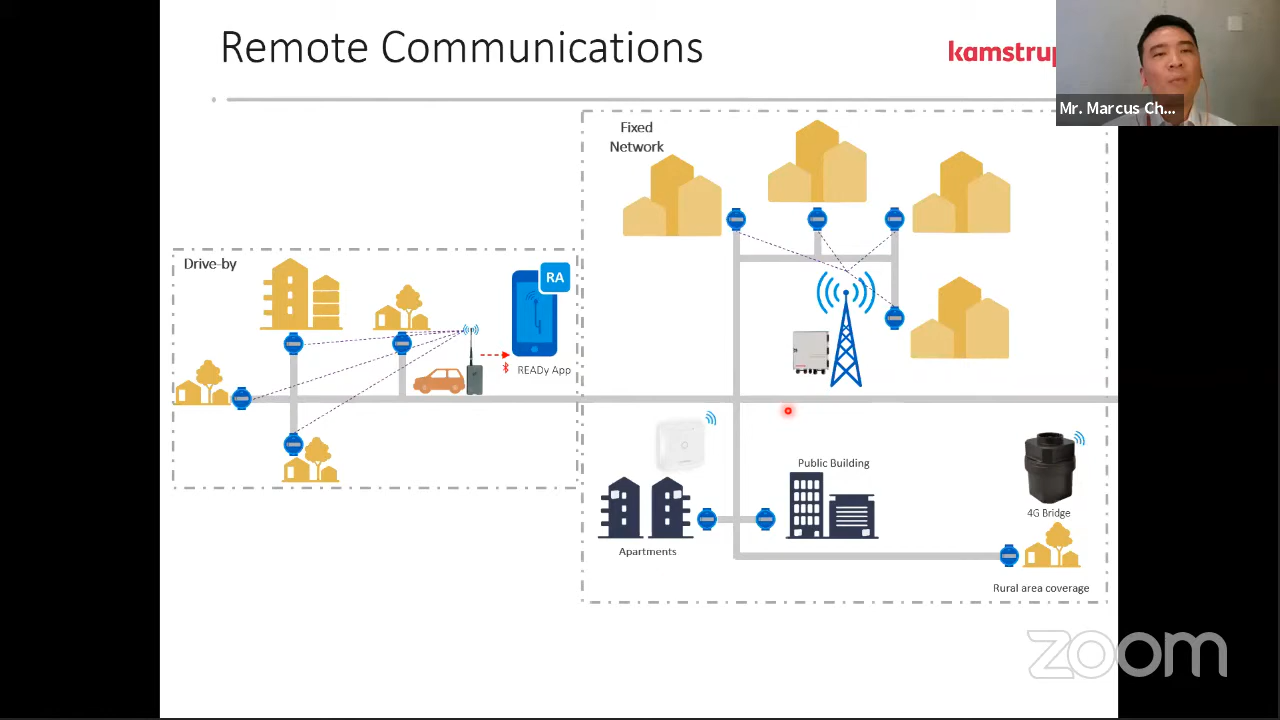 Remote Communications
kamstrup
Mr. Marcus Ch...
Fixed
Network
Drive-by
RA
READy App
Public Building
4G Bridge
Apartments
Rural area coverage
zoom